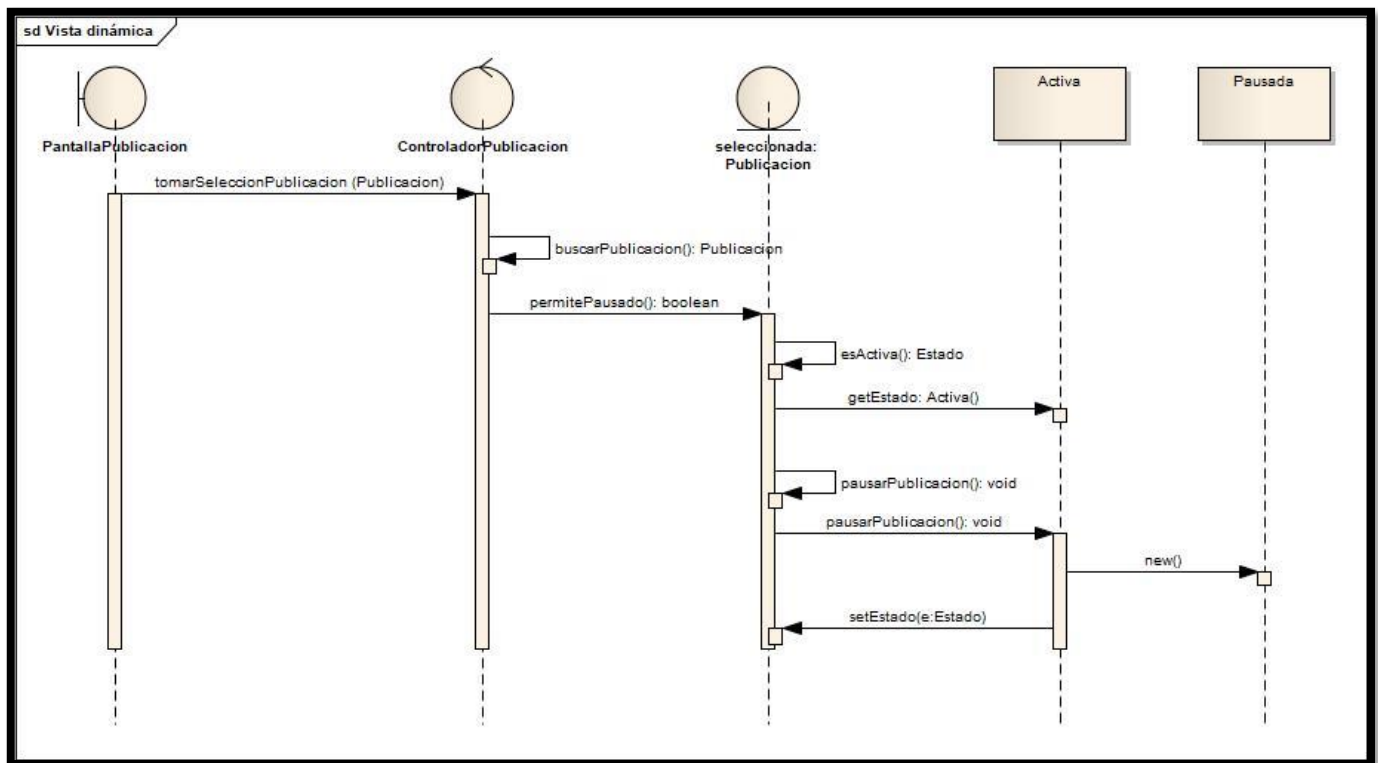 sd Vista dinámica
Activa
Pausada
PantallaPublicacion
ControladorPublicacion
seleccionada:
Publicacion
tomarSeleccionPublicacion (Publicacion)
buscarPublicacion(): Publicacion
permitePausado(): boolean
esActiva(): Estado
getEstado: Activa()
pausarPublicacion(): void
pausarPublicacion(): void
new()
setEstado(e:Estado)